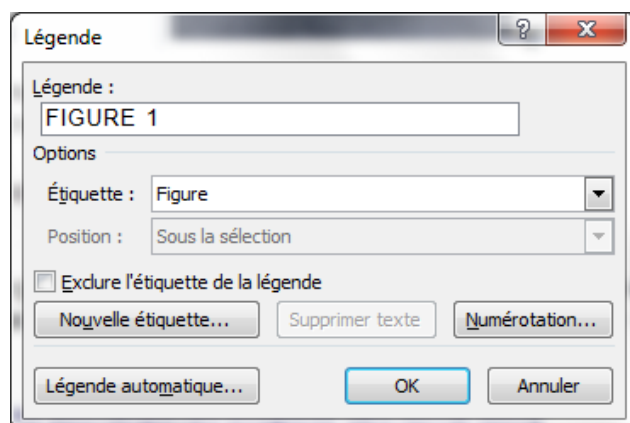 Légende
Légende :
FIGURE 1
Options
Étiquette : Figure
Position : Sous la sélection
Exclure l'étiquette de la légende
Nouvelle étiquette... Supprimer texte Numérotation...
Légende automatique... OK Annuler